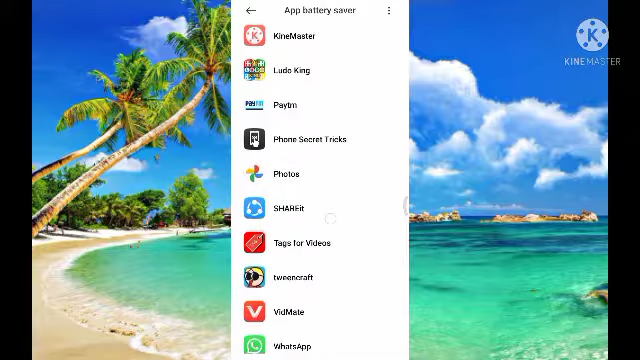 App battery saver
KineMaster
KINEMASTER
Ludo King
Paytm
Phone Secret Tricks
Photos
SHAREit
Tags for Videos
tweencraft
VidMate
WhatsApp